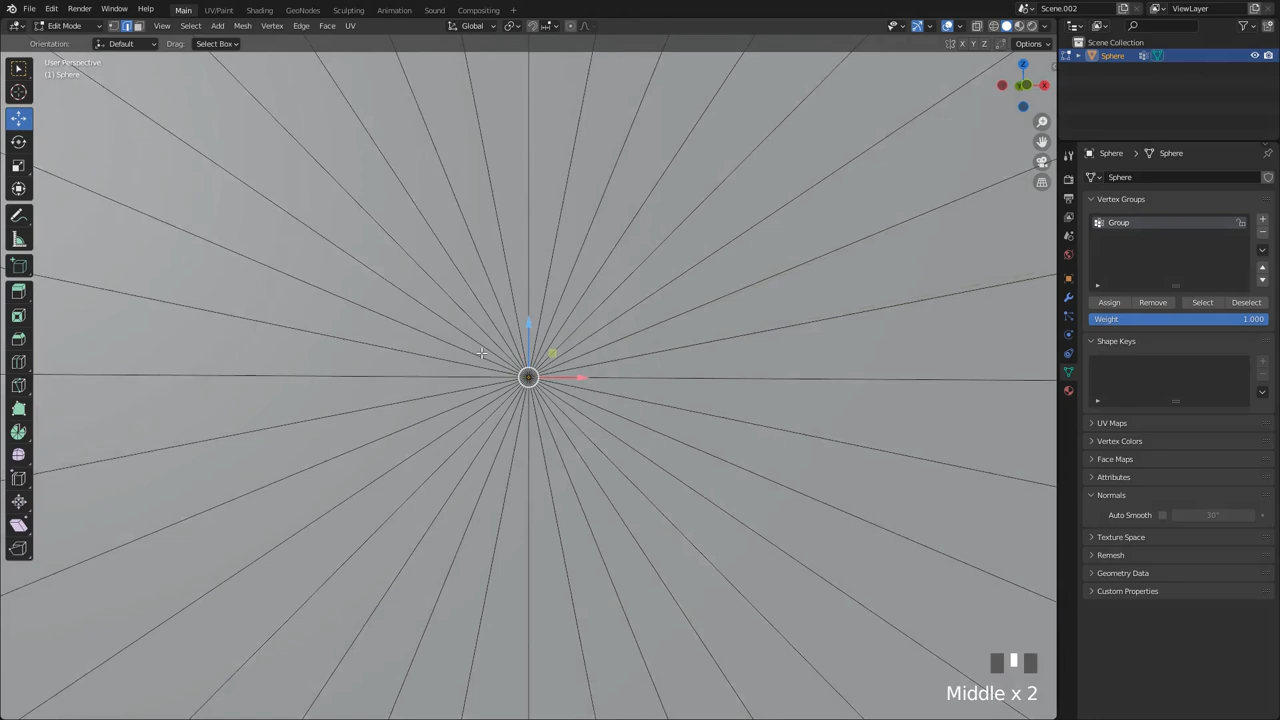 File Edit Render Window Help Main UV/Paint Shading GeoNodes Sculpting Animation Sound Compositing + Scene.002 ViewLayer
Edit Mode View Select Add Mesh Vertex Edge Face UV Global
Orientation: Default Drag: Select Box X Y Z Options
Scene Collection
Sphere
User Perspective
(1) Sphere
Z
Y
X
Sphere > Sphere
Sphere
Vertex Groups
Group
Assign Remove Select Deselect
Weight 1.000
Shape Keys
UV Maps
Vertex Colors
Face Maps
Attributes
Normals
Auto Smooth 30°
Texture Space
Remesh
Geometry Data
Custom Properties
Middle x 2